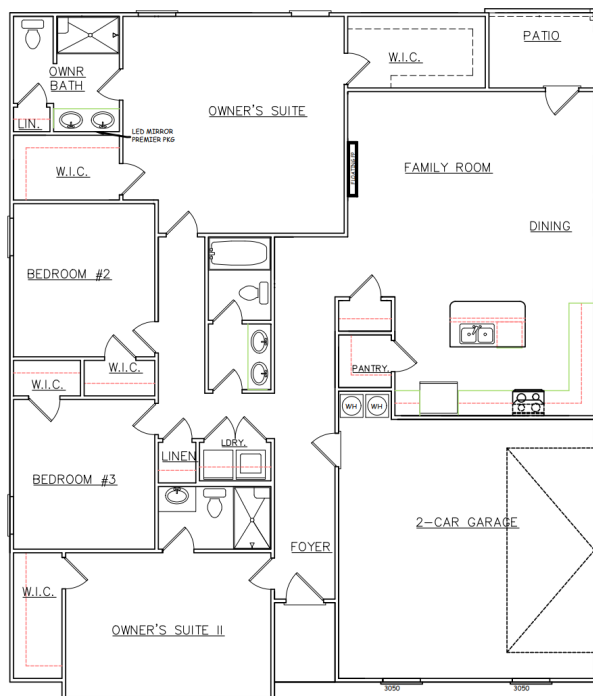 PATIO
W.I.C.
OWNR
BATH
OWNER'S SUITE
LIN.
LED MIRROR
PREMIER PKG
W.I.C.
FAMILY ROOM
DINING
BEDROOM #2
W.I.C.
W.I.C.
PANTRY
WH WH
LDRY.
LINEN
BEDROOM #3
2-CAR GARAGE
FOYER
W.I.C.
OWNER'S SUITE II
3050 3050